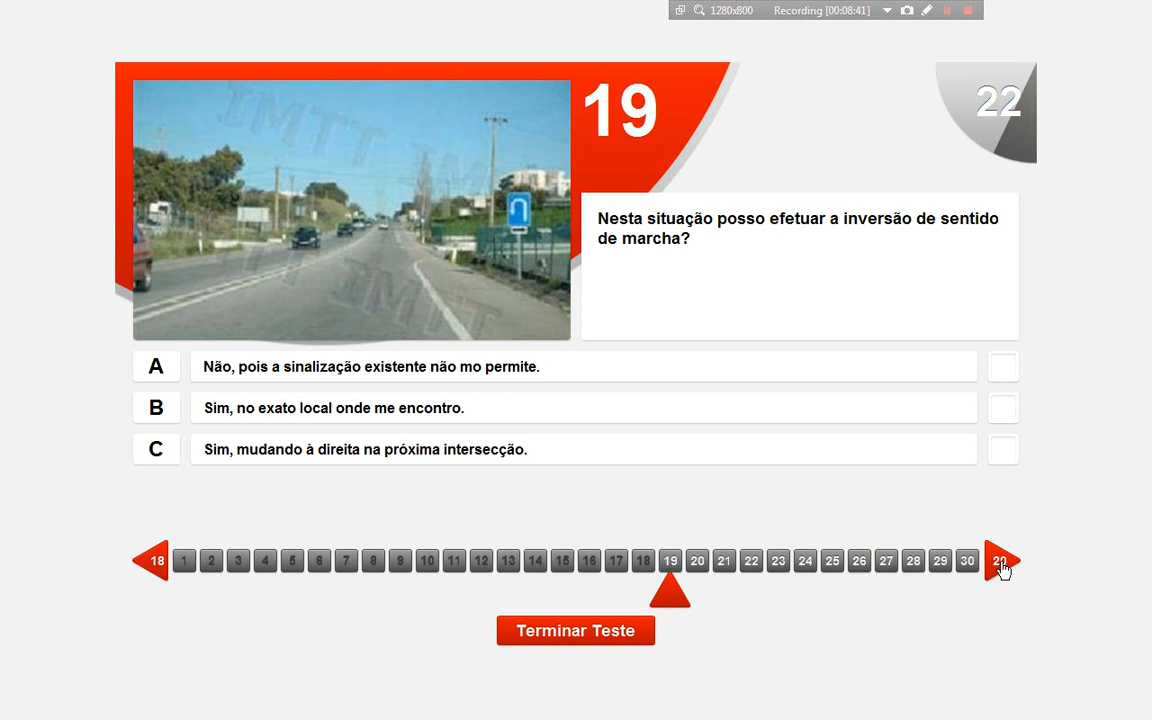 1280x800 Recording [00:08:41]
19
22
IMTT
IMTT
Nesta situação posso efetuar a inversão de sentido
de marcha?
A Não, pois a sinalização existente não mo permite.
B Sim, no exato local onde me encontro.
C Sim, mudando à direita na próxima intersecção.
18 1 2 3 4 5 6 7 8 9 10 11 12 13 14 15 16 17 18 19 20 21 22 23 24 25 26 27 28 29 30 20
Terminar Teste